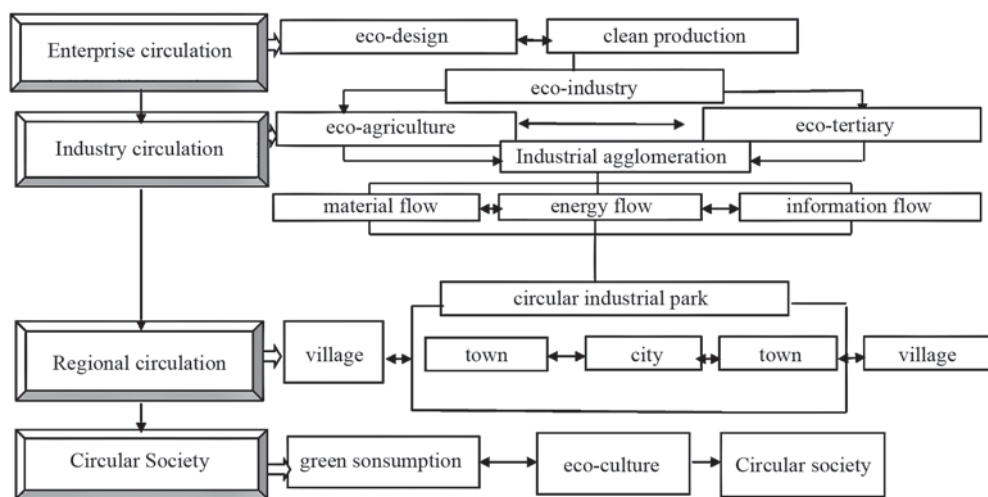 Enterprise circulation
eco-design
clean production
eco-industry
Industry circulation
eco-agriculture
eco-tertiary
Industrial agglomeration
material flow
energy flow
information flow
circular industrial park
Regional circulation
village
town
city
town
village
Circular Society
green sonsumption
eco-culture
Circular society